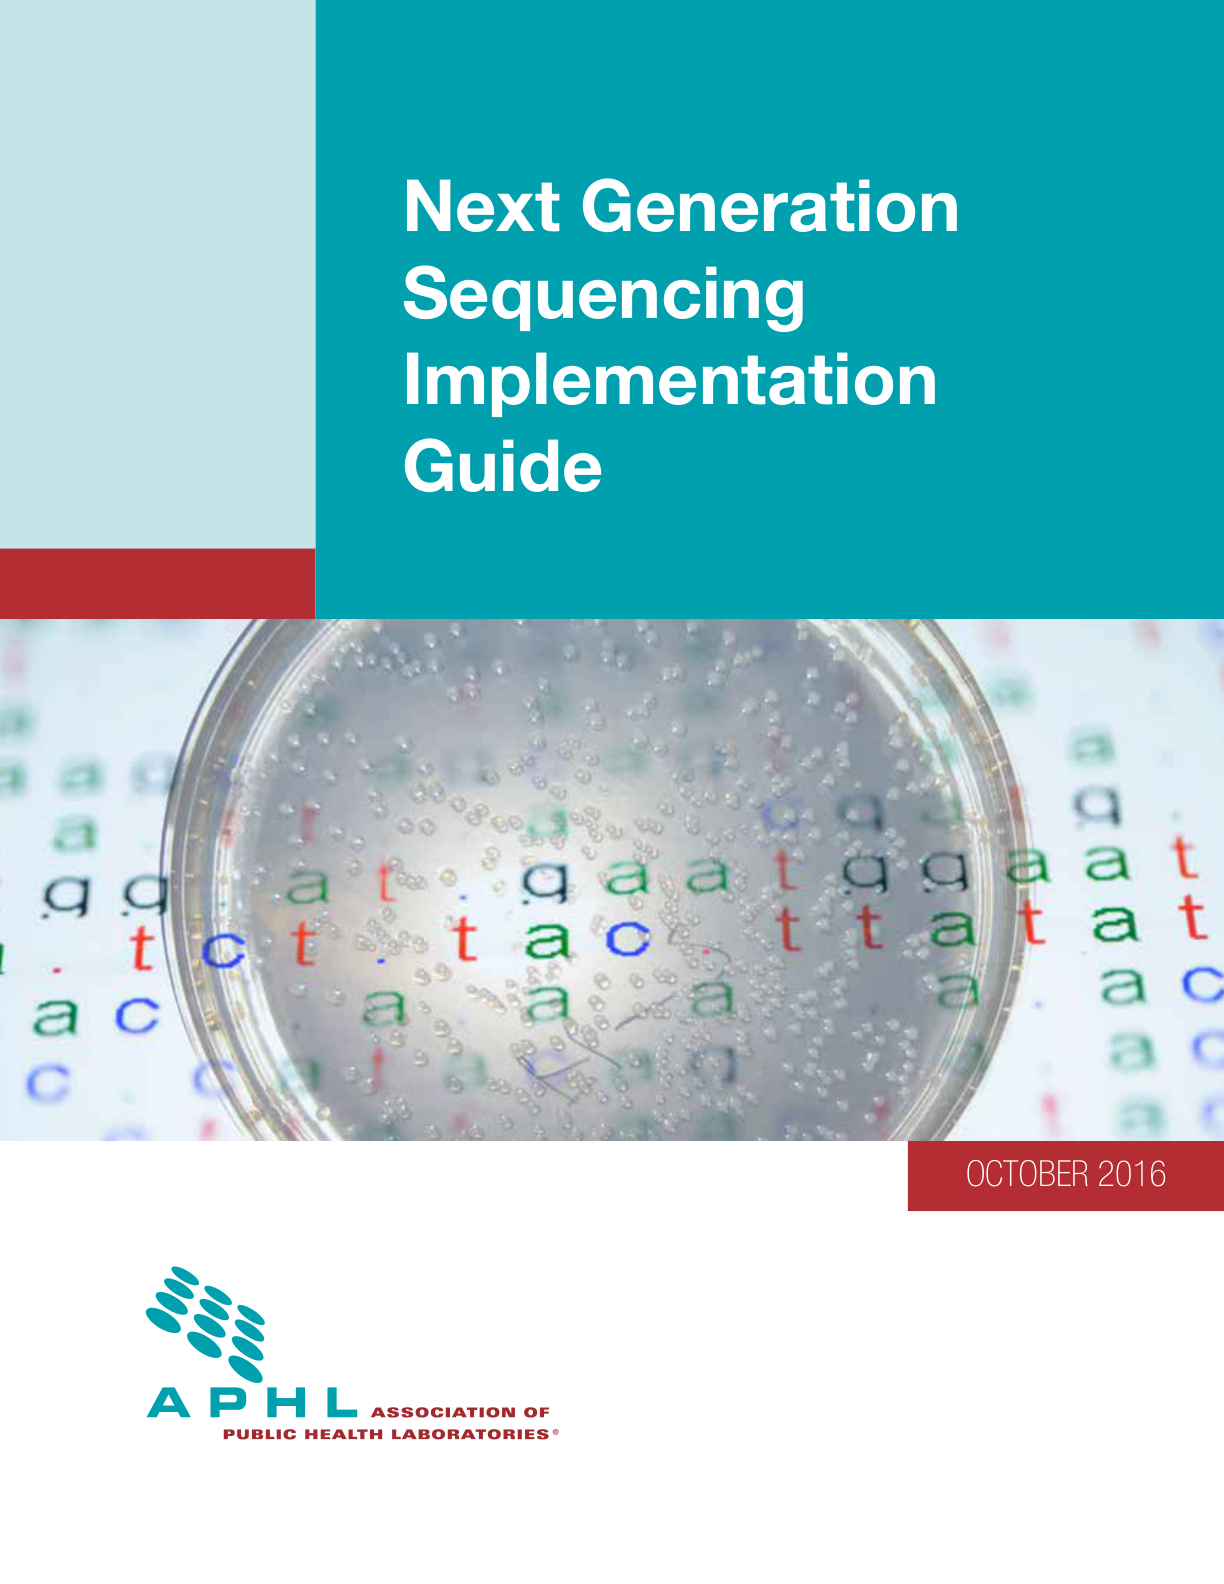 Next Generation
Sequencing
Implementation
Guide
a a g
a a
g g a t . g a a t g g a a t
. t c t . t a c . t t a t a t
a c a a a a a c
c c a t a c a g a c
OCTOBER 2016
APHL ASSOCIATION OF
PUBLIC HEALTH LABORATORIES®